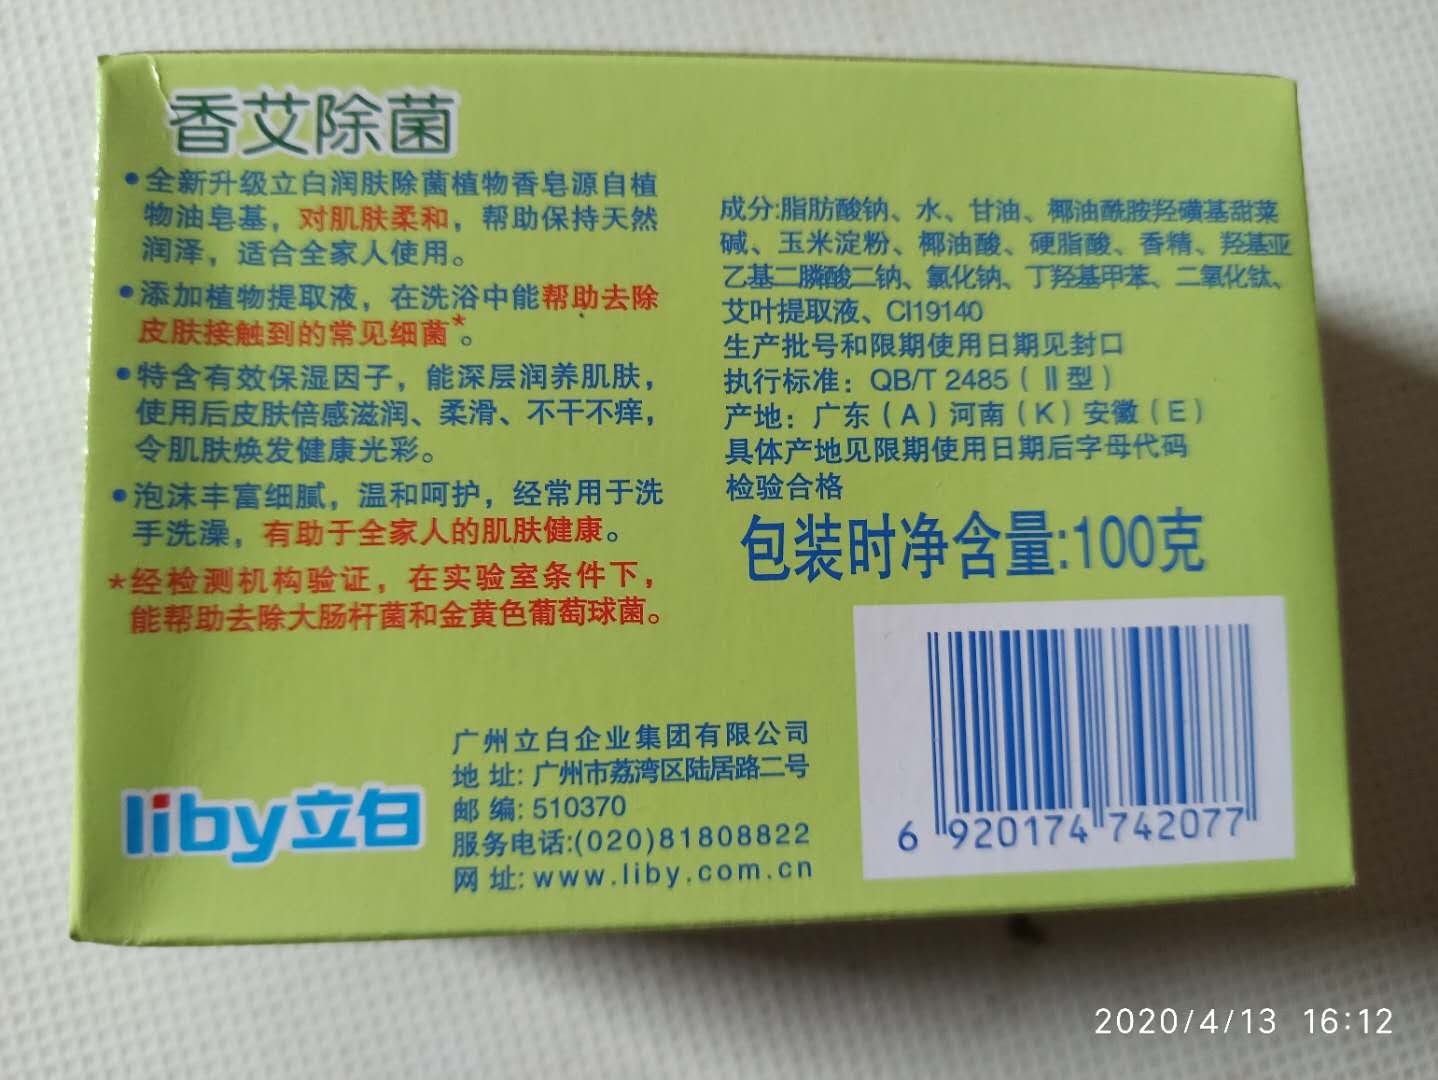 香艾除菌
•全新升级立白润肤除菌植物香皂源自植
物油皂基，对肌肤柔和，帮助保持天然
润泽，适合全家人使用。
•添加植物提取液，在洗浴中能帮助去除
皮肤接触到的常见细菌*。
•特含有效保湿因子，能深层润养肌肤，
使用后皮肤倍感滋润、柔滑、不干不痒，
令肌肤焕发健康光彩。
•泡沫丰富细腻，温和呵护，经常用于洗
手洗澡，有助于全家人的肌肤健康。
*经检测机构验证，在实验室条件下，
能帮助去除大肠杆菌和金黄色葡萄球菌。
成分:脂肪酸钠、水、甘油、椰油酰胺羟磺基甜菜
碱、玉米淀粉、椰油酸、硬脂酸、香精、羟基亚
乙基二膦酸二钠、氯化钠、丁羟基甲苯、二氧化钛、
艾叶提取液、CI19140
生产批号和限期使用日期见封口
执行标准：QB/T 2485（Ⅱ型）
产地：广东（A）河南（K）安徽（E）
具体产地见限期使用日期后字母代码
检验合格
包装时净含量:100克
liby立白
广州立白企业集团有限公司
地 址: 广州市荔湾区陆居路二号
邮 编: 510370
服务电话:(020)81808822
网 址: www.liby.com.cn
6 920174 742077
2020/4/13 16:12